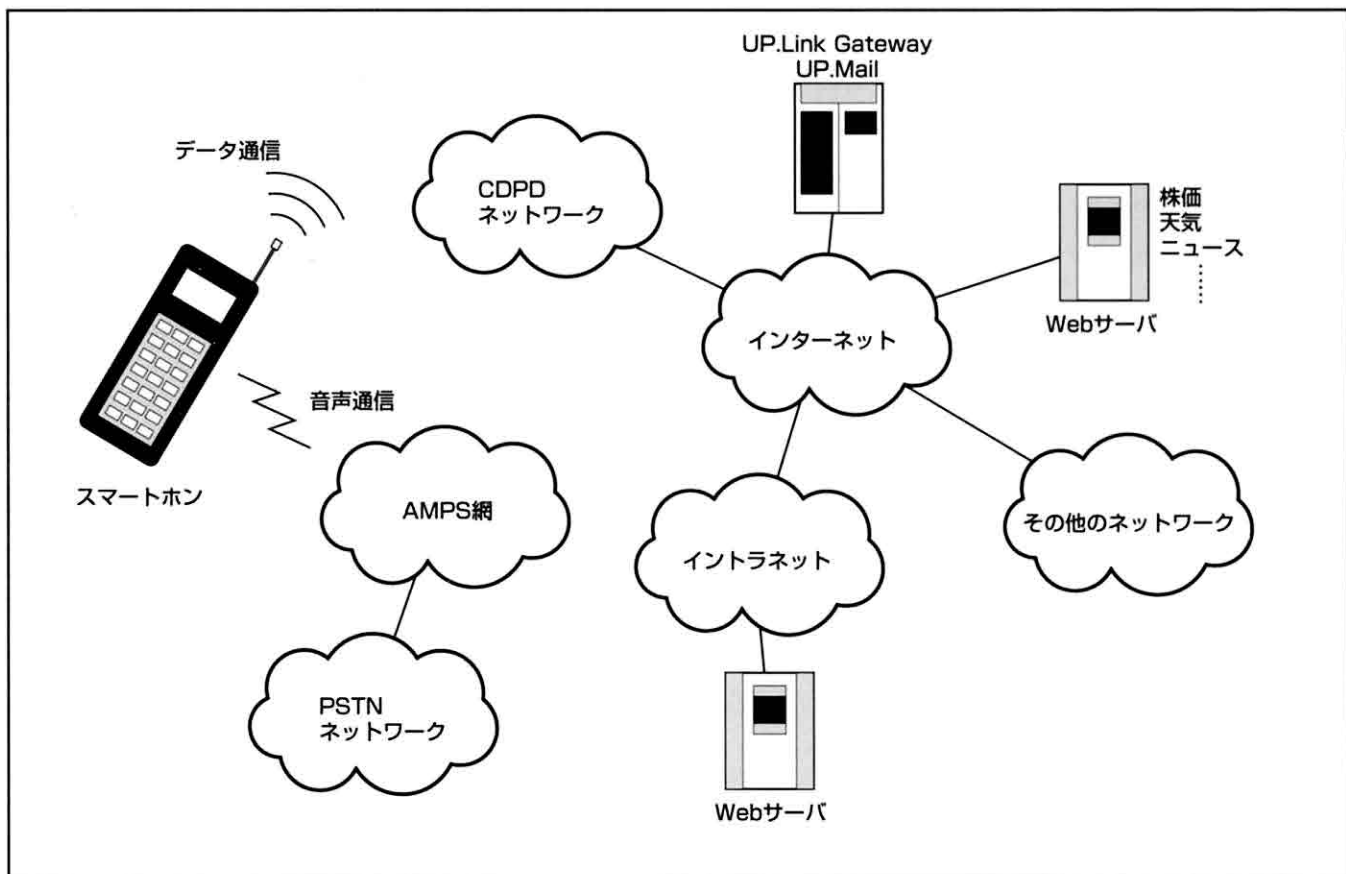 UP.Link Gateway
UP.Mail
データ通信
CDPD
ネットワーク
株価
天気
ニュース
Webサーバ
インターネット
音声通信
スマートホン
AMPS網
イントラネット
その他のネットワーク
PSTN
ネットワーク
Webサーバ